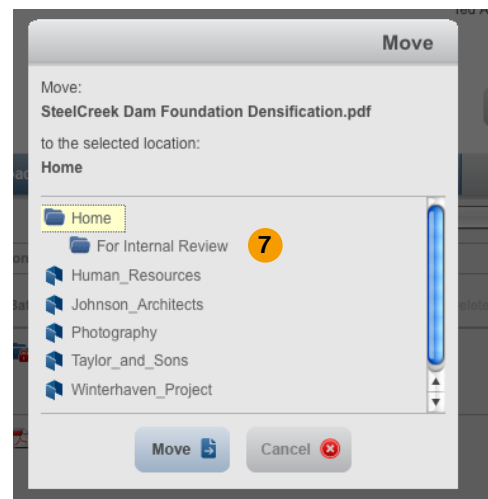 Move
Move:
SteelCreek Dam Foundation Densification.pdf
to the selected location:
Home
Home
For Internal Review
7
Human_Resources
Johnson_Architects
Photography
Taylor_and_Sons
Winterhaven_Project
Move
Cancel